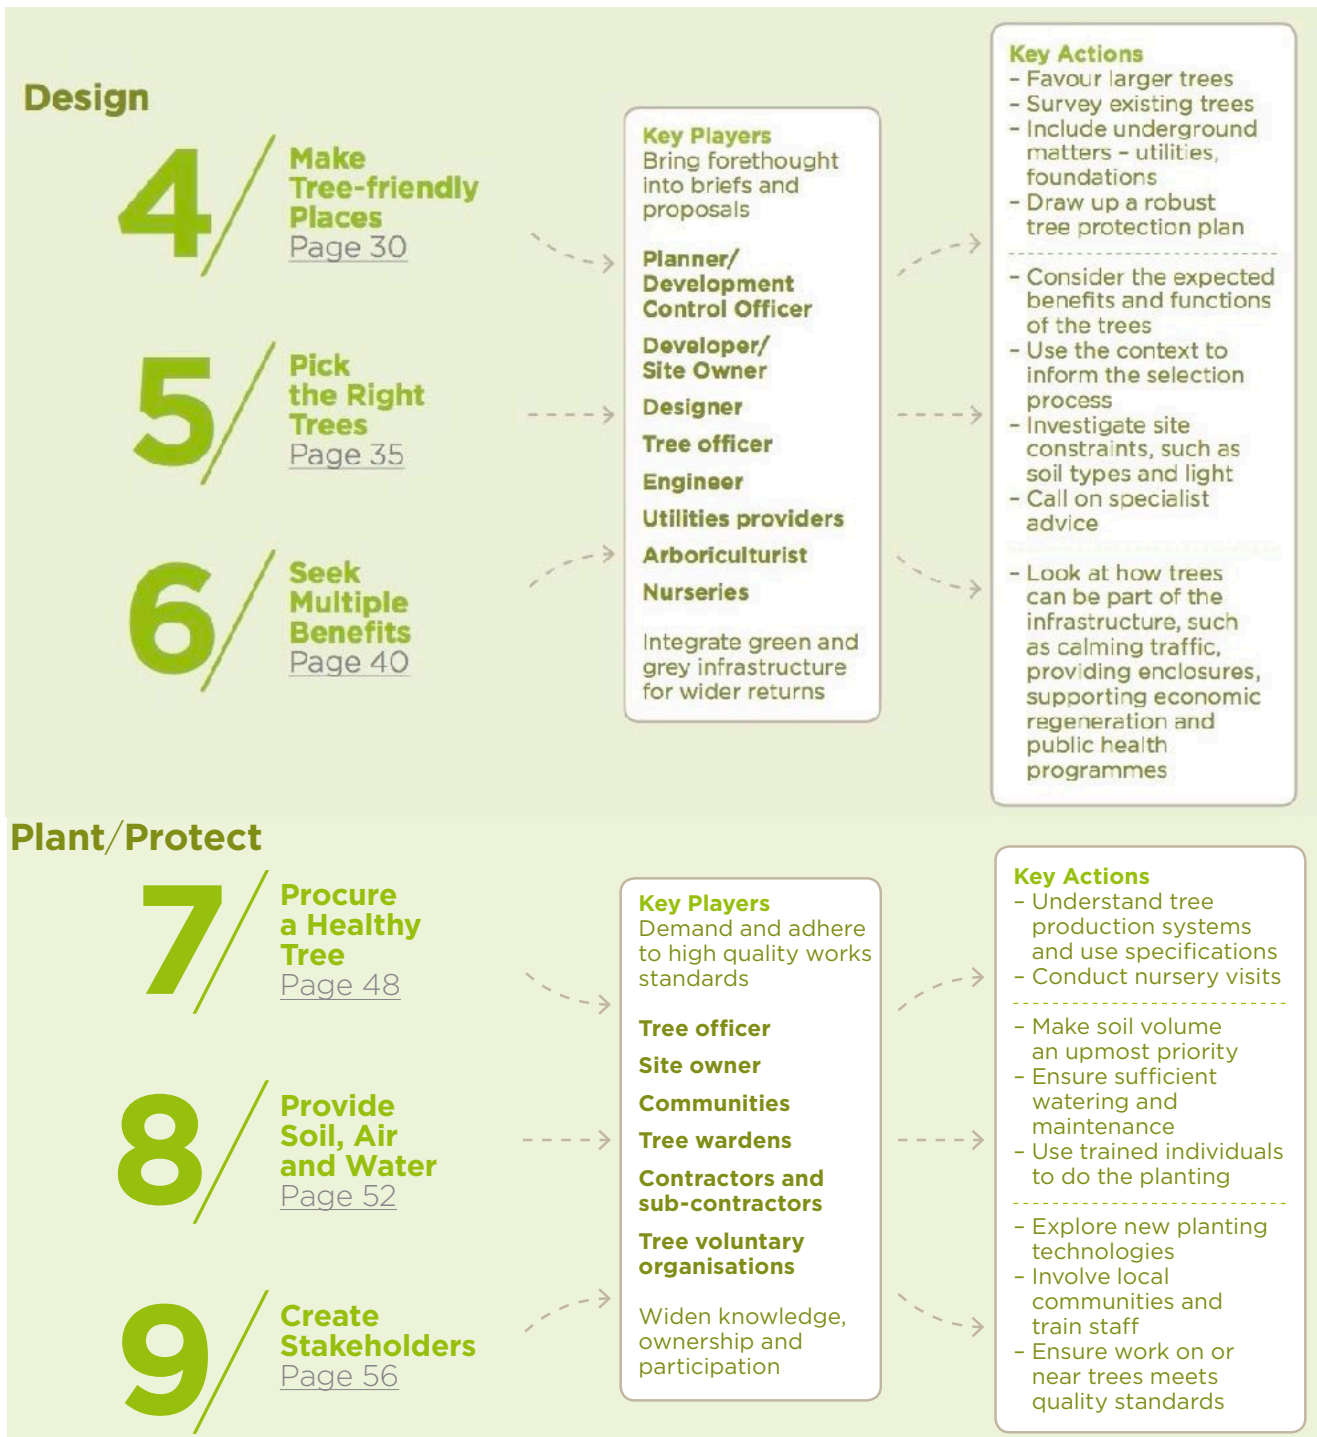 Design
4
Make
Tree-friendly
Places
Page 30
5
Pick
the Right
Trees
Page 35
6
Seek
Multiple
Benefits
Page 40
Key Players
Bring forethought
into briefs and
proposals
Planner/
Development
Control Officer
Developer/
Site Owner
Designer
Tree officer
Engineer
Utilities providers
Arboriculturist
Nurseries
Integrate green and
grey infrastructure
for wider returns
Key Actions
– Favour larger trees
– Survey existing trees
– Include underground
matters – utilities,
foundations
– Draw up a robust
tree protection plan
– Consider the expected
benefits and functions
of the trees
– Use the context to
inform the selection
process
– Investigate site
constraints, such as
soil types and light
– Call on specialist
advice
– Look at how trees
can be part of the
infrastructure, such
as calming traffic,
providing enclosures,
supporting economic
regeneration and
public health
programmes
Plant/Protect
7
Procure
a Healthy
Tree
Page 48
8
Provide
Soil, Air
and Water
Page 52
9
Create
Stakeholders
Page 56
Key Players
Demand and adhere
to high quality works
standards
Tree officer
Site owner
Communities
Tree wardens
Contractors and
sub-contractors
Tree voluntary
organisations
Widen knowledge,
ownership and
participation
Key Actions
– Understand tree
production systems
and use specifications
– Conduct nursery visits
– Make soil volume
an upmost priority
– Ensure sufficient
watering and
maintenance
– Use trained individuals
to do the planting
– Explore new planting
technologies
– Involve local
communities and
train staff
– Ensure work on or
near trees meets
quality standards